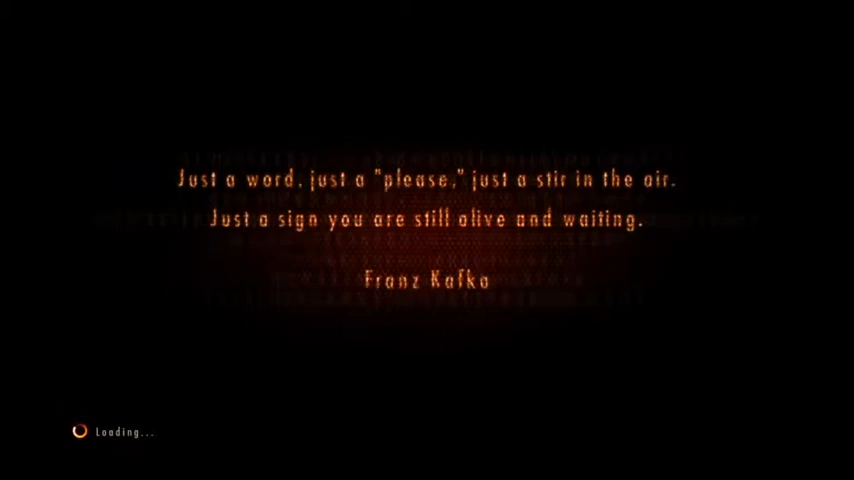 Just a word, just a "please," just a stir in the air.
Just a sign you are still alive and waiting.
Franz Kafka
Loading...